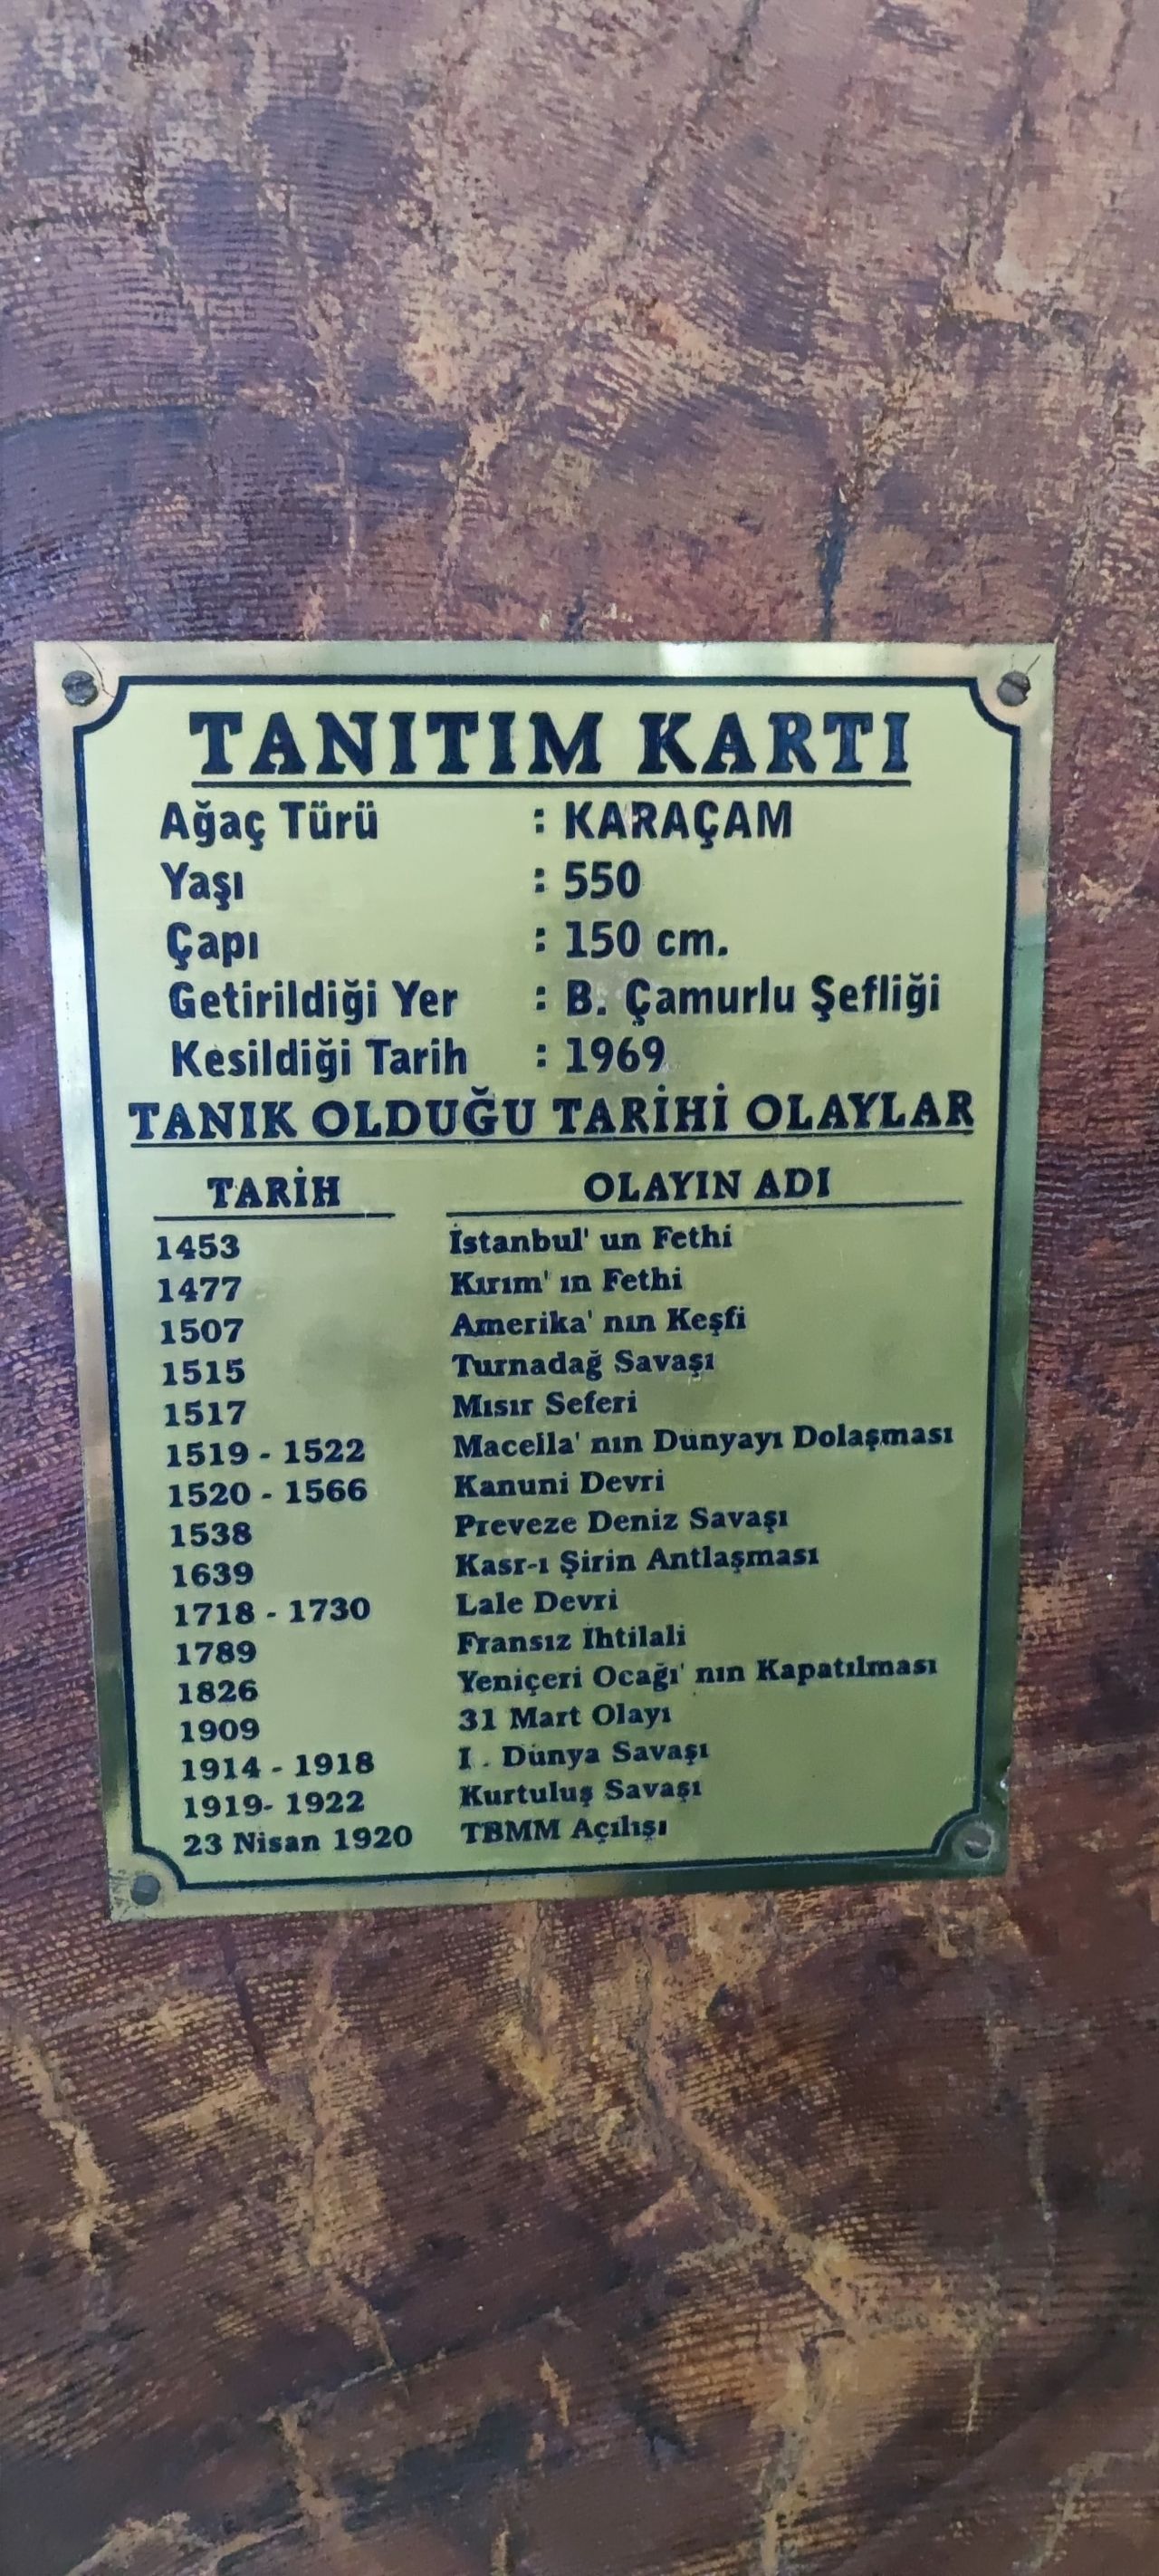 TANITIM KARTI
Ağaç Türü : KARAÇAM
Yaşı : 550
Çapı : 150 cm.
Getirildiği Yer : B. Çamurlu Şefliği
Kesildiği Tarih : 1969
TANIK OLDUĞU TARİHİ OLAYLAR
TARİH OLAYIN ADI
1453 İstanbul' un Fethi
1477 Kırım' ın Fethi
1507 Amerika' nın Keşfi
1515 Turnadağ Savaşı
1517 Mısır Seferi
1519 - 1522 Macella' nın Dünyayı Dolaşması
1520 - 1566 Kanuni Devri
1538 Preveze Deniz Savaşı
1639 Kasr-ı Şirin Antlaşması
1718 - 1730 Lale Devri
1789 Fransız İhtilali
1826 Yeniçeri Ocağı' nın Kapatılması
1909 31 Mart Olayı
1914 - 1918 I . Dünya Savaşı
1919- 1922 Kurtuluş Savaşı
23 Nisan 1920 TBMM Açılışı